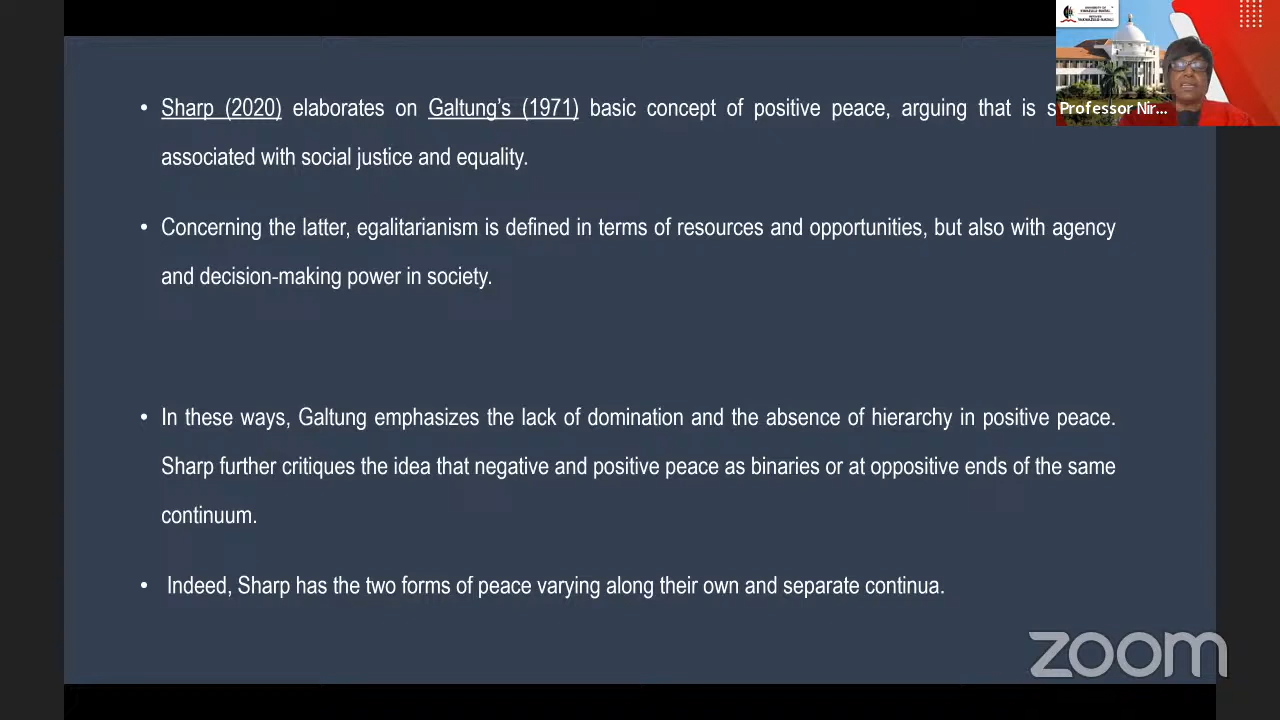 • Sharp (2020) elaborates on Galtung's (1971) basic concept of positive peace, arguing that is
associated with social justice and equality.
• Concerning the latter, egalitarianism is defined in terms of resources and opportunities, but also with agency
and decision-making power in society.
• In these ways, Galtung emphasizes the lack of domination and the absence of hierarchy in positive peace.
Sharp further critiques the idea that negative and positive peace as binaries or at oppositive ends of the same
continuum.
• Indeed, Sharp has the two forms of peace varying along their own and separate continua.
UNIVERSITY OF
KWAZULU-NATAL
Professor Nir...
zoom